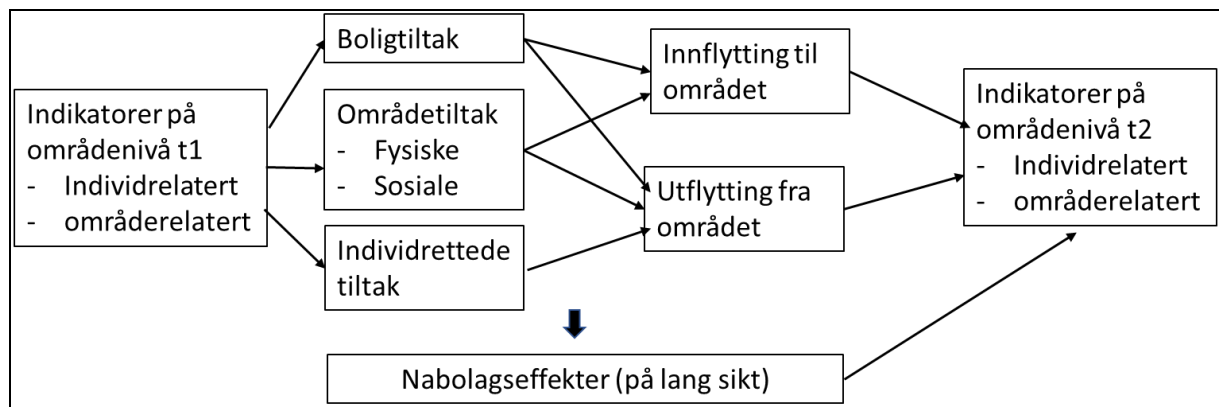 Indikatorer på
områdenivå t1
- Individrelatert
- områderelatert
Boligtiltak
Områdetiltak
- Fysiske
- Sosiale
Individrettede
tiltak
Innflytting til
området
Utflytting fra
området
Indikatorer på
områdenivå t2
- Individrelatert
- områderelatert
Nabolagseffekter (på lang sikt)